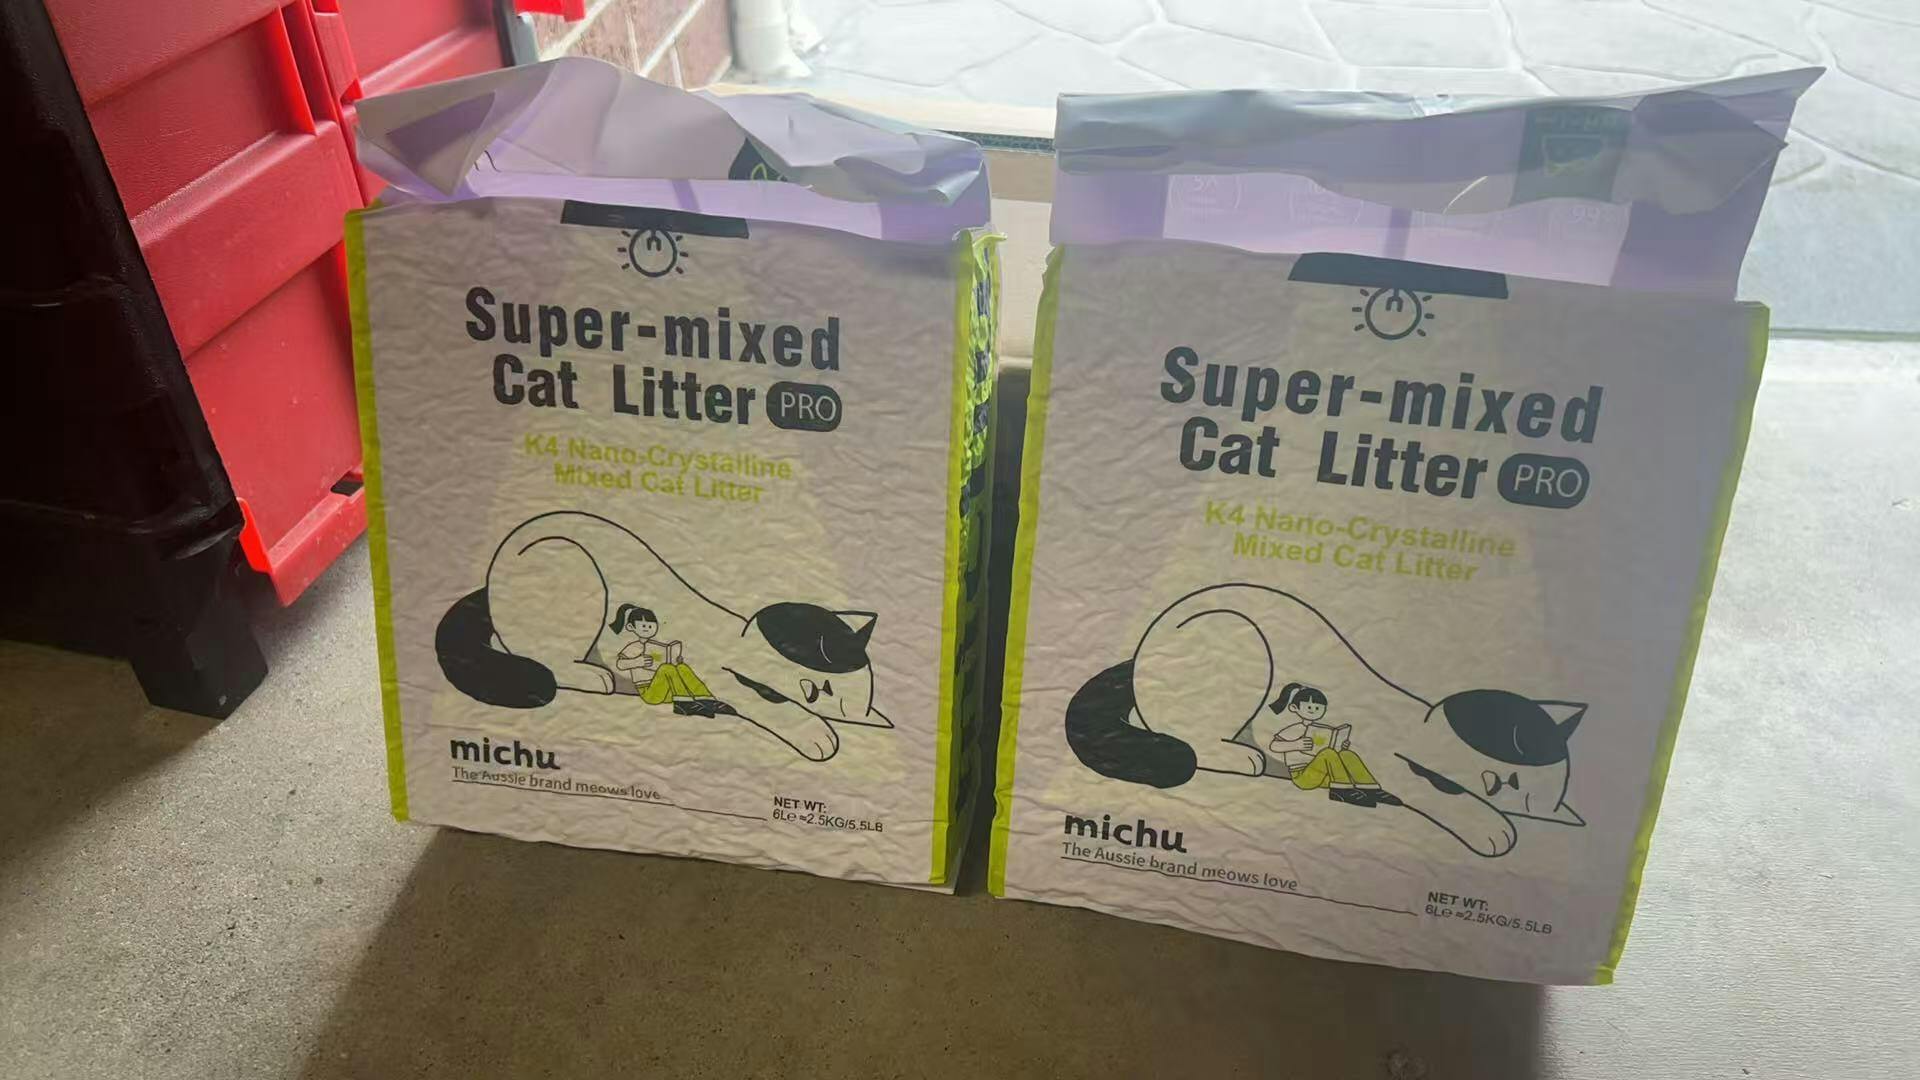 Super-mixed
Cat Litter PRO
K4 Nano-Crystalline
Mixed Cat Litter
michu
The Aussie brand meows love
NET WT:
6L℮≈2.5KG/5.5LB
michu
Super-mixed
Cat Litter PRO
K4 Nano-Crystalline
Mixed Cat Litter
michu
The Aussie brand meows love
NET WT:
6L℮≈2.5KG/5.5LB